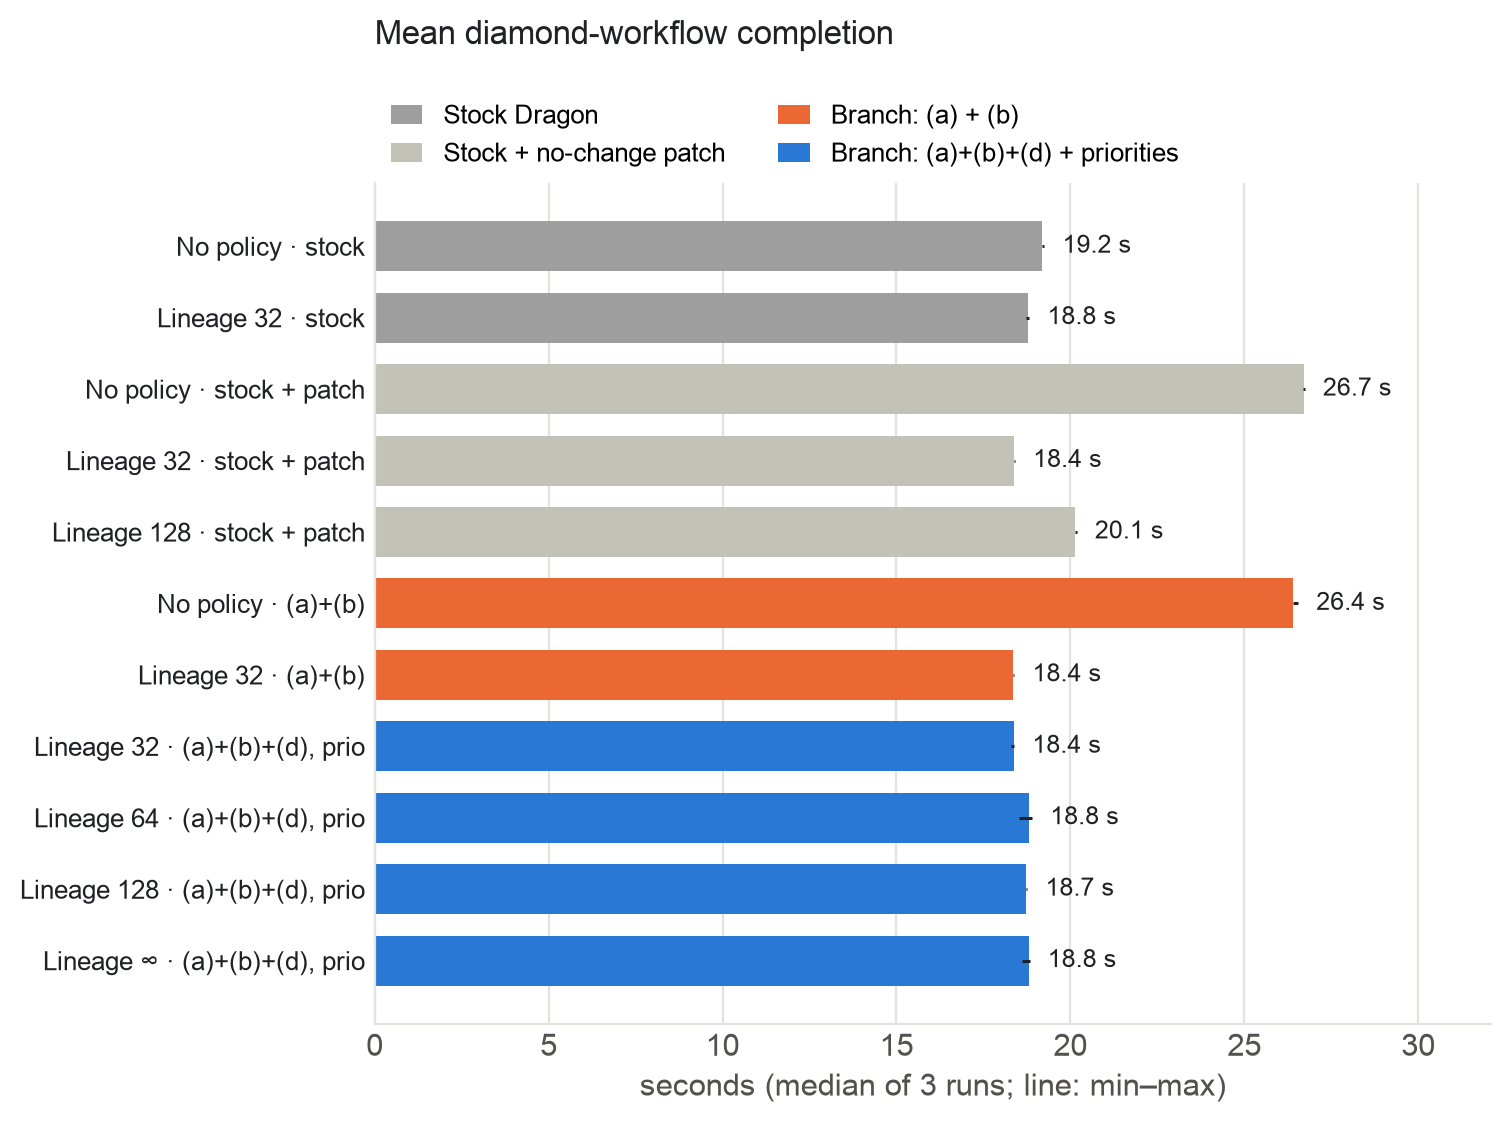 Mean diamond-workflow completion
Stock Dragon
Branch: (a) + (b)
Stock + no-change patch
Branch: (a)+(b)+(d) + priorities
No policy · stock
19.2 s
Lineage 32 · stock
18.8 s
No policy · stock + patch
26.7 s
Lineage 32 · stock + patch
18.4 s
Lineage 128 · stock + patch
20.1 s
No policy · (a)+(b)
26.4 s
Lineage 32 · (a)+(b)
18.4 s
Lineage 32 · (a)+(b)+(d), prio
18.4 s
Lineage 64 · (a)+(b)+(d), prio
18.8 s
Lineage 128 · (a)+(b)+(d), prio
18.7 s
Lineage ∞ · (a)+(b)+(d), prio
18.8 s
0 5 10 15 20 25 30
seconds (median of 3 runs; line: min–max)